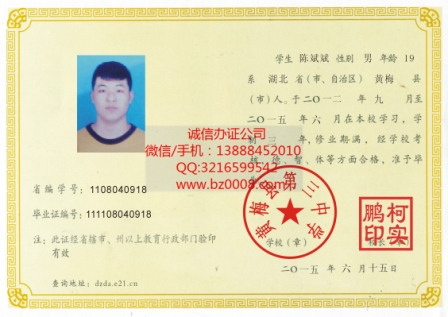 学生 陈斌斌 性别 男 年龄 19
系 湖北 省(市、自治区) 黄梅 县
(市)人。于二〇一二年 九 月至
二〇一五年 六 月在本校学习,学
制 三 年,修业期满,经学校考
德、智、体等方面合格,准予毕
诚信办证公司
微信/手机:13888452010
QQ:3216599542
www.bz0008.com
省编学号:1108040918
毕业证编号:111108040918
注:此证经省辖市、州以上教育行政部门验印
有效
黄梅县第三中学
柯实鹏印
学校(章)
校长(章)
二〇一五年 六 月十五日
查询地址:dzda.e21.cn